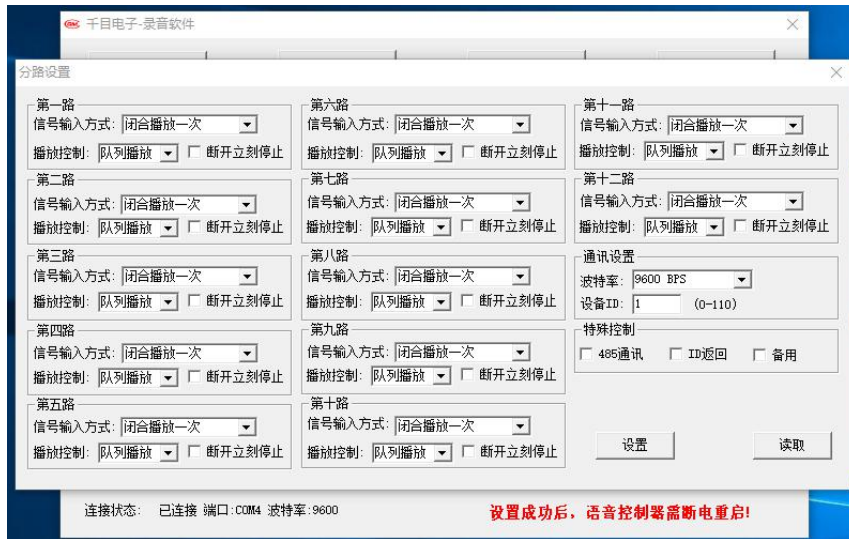 千目电子-录音软件
分路设置
第一路
信号输入方式: 闭合播放一次
播放控制: 队列播放 断开立刻停止
第二路
信号输入方式: 闭合播放一次
播放控制: 队列播放 断开立刻停止
第三路
信号输入方式: 闭合播放一次
播放控制: 队列播放 断开立刻停止
第四路
信号输入方式: 闭合播放一次
播放控制: 队列播放 断开立刻停止
第五路
信号输入方式: 闭合播放一次
播放控制: 队列播放 断开立刻停止
第六路
信号输入方式: 闭合播放一次
播放控制: 队列播放 断开立刻停止
第七路
信号输入方式: 闭合播放一次
播放控制: 队列播放 断开立刻停止
第八路
信号输入方式: 闭合播放一次
播放控制: 队列播放 断开立刻停止
第九路
信号输入方式: 闭合播放一次
播放控制: 队列播放 断开立刻停止
第十路
信号输入方式: 闭合播放一次
播放控制: 队列播放 断开立刻停止
第十一路
信号输入方式: 闭合播放一次
播放控制: 队列播放 断开立刻停止
第十二路
信号输入方式: 闭合播放一次
播放控制: 队列播放 断开立刻停止
通讯设置
波特率: 9600 BPS
设备ID: 1 (0-110)
特殊控制
485通讯 ID返回 备用
设置 读取
连接状态: 已连接 端口:COM4 波特率:9600
设置成功后，语音控制器需断电重启!